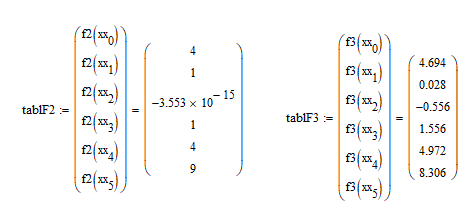 tablF2 := ( f2(xx₀) f2(xx₁) f2(xx₂) f2(xx₃) f2(xx₄) f2(xx₅) ) = ( 4 1 −3.553 × 10⁻¹⁵ 1 4 9 )
tablF3 := ( f3(xx₀) f3(xx₁) f3(xx₂) f3(xx₃) f3(xx₄) f3(xx₅) ) = ( 4.694 0.028 −0.556 1.556 4.972 8.306 )